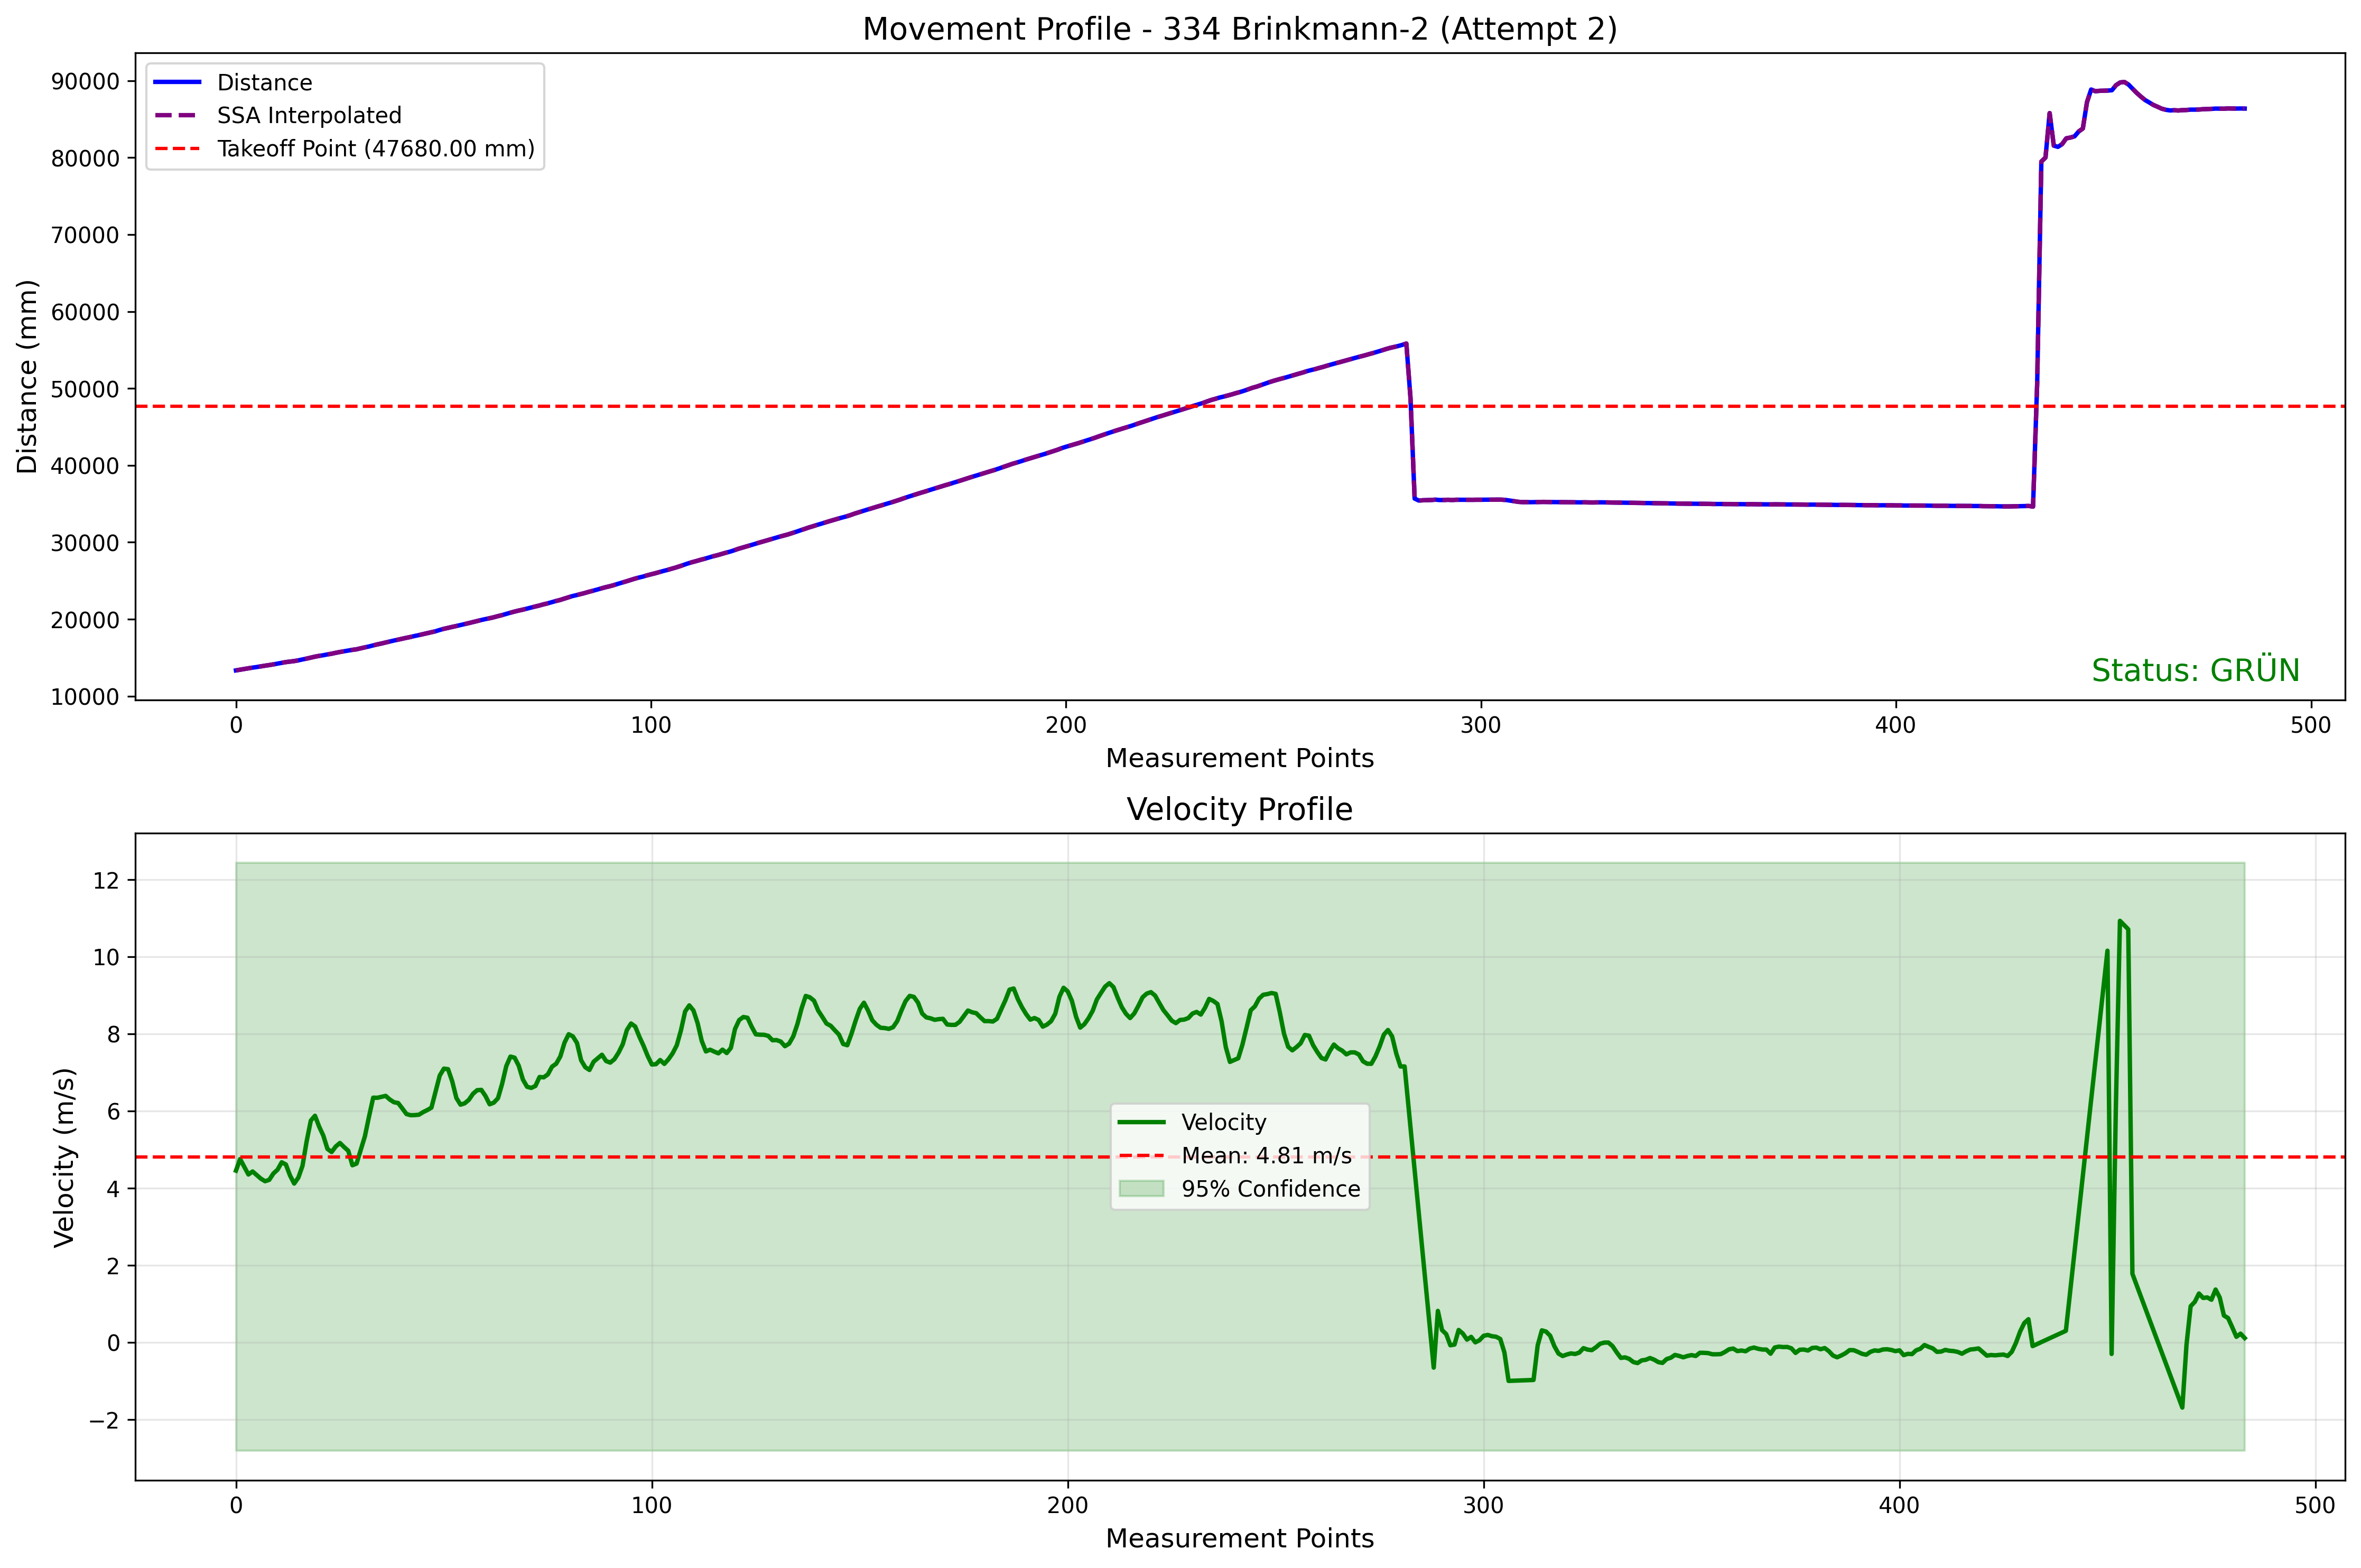 Movement Profile - 334 Brinkmann-2 (Attempt 2)
Distance (mm)
90000
80000
70000
60000
50000
40000
30000
20000
10000
Distance
SSA Interpolated
Takeoff Point (47680.00 mm)
Status: GRÜN
0 100 200 300 400 500
Measurement Points
Velocity Profile
Velocity (m/s)
12
10
8
6
4
2
0
−2
Velocity
Mean: 4.81 m/s
95% Confidence
0 100 200 300 400 500
Measurement Points